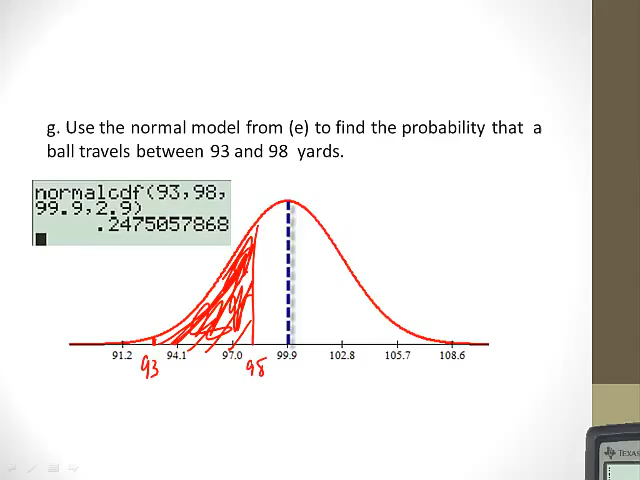 g. Use the normal model from (e) to find the probability that a
ball travels between 93 and 98 yards.
normalcdf(93,98,
99.9,2.9)
.2475057868
91.2 94.1 97.0 99.9 102.8 105.7 108.6
93 98
TEXAS